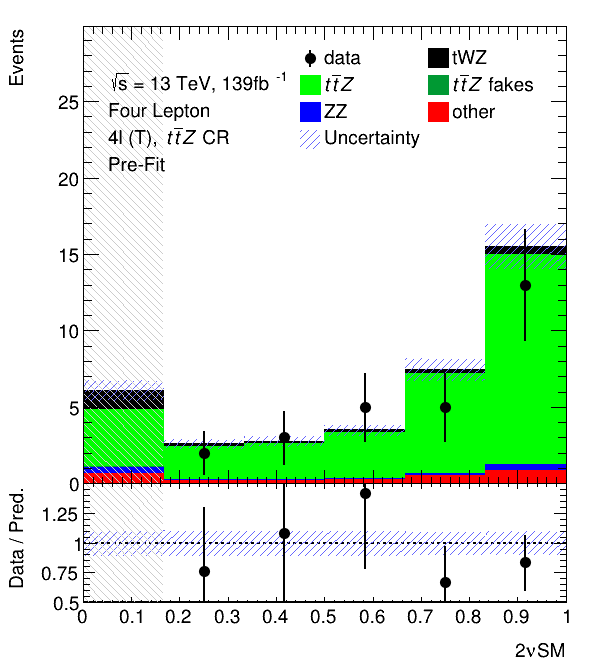 Events
data
tWZ
√s = 13 TeV, 139fb⁻¹
tt̄Z
tt̄Z fakes
Four Lepton
ZZ
other
4l (T), tt̄Z CR
Uncertainty
Pre-Fit
25
20
15
10
5
0
Data / Pred.
1.25
1
0.75
0.5
0 0.1 0.2 0.3 0.4 0.5 0.6 0.7 0.8 0.9 1
2νSM